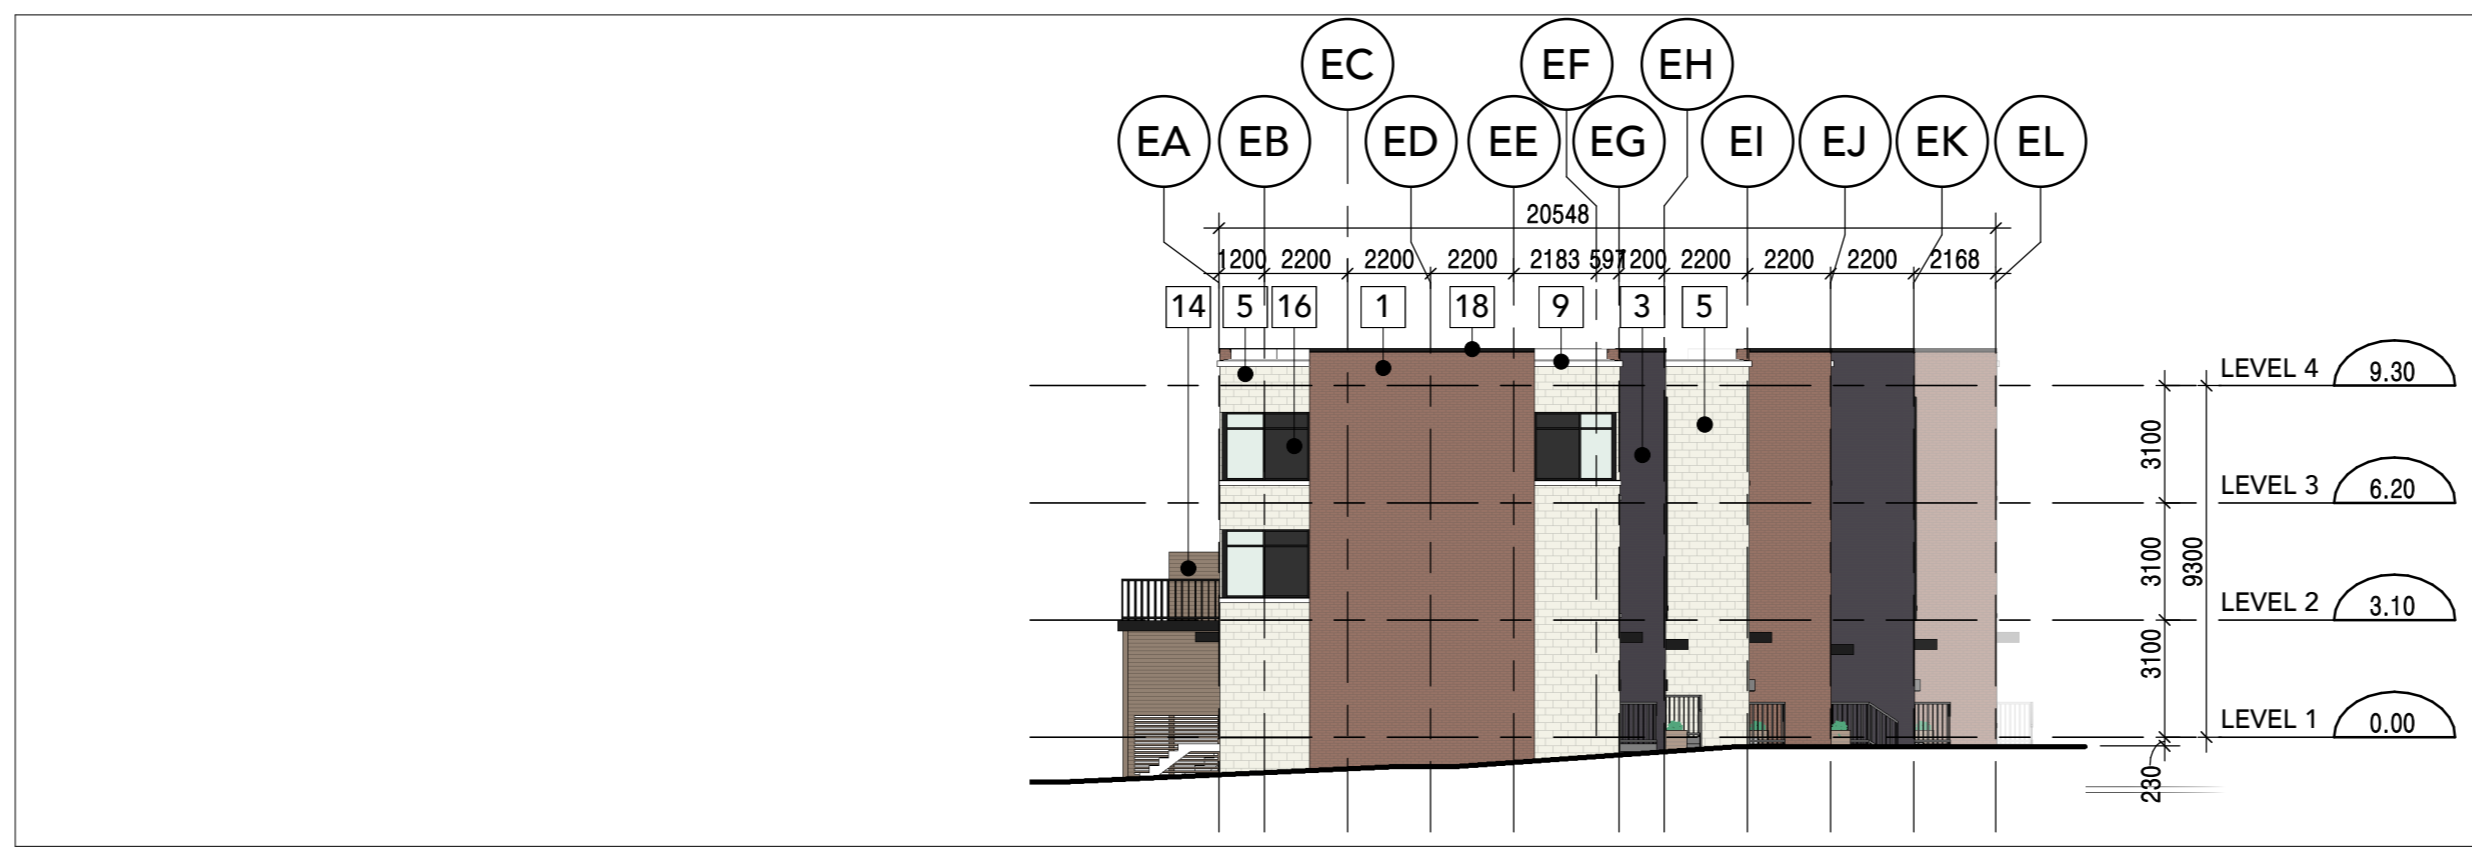 EC EF EH
EA EB ED EE EG EI EJ EK EL
20548
1200 2200 2200 2200 2183 597 1200 2200 2200 2200 2168
14 5 16 1 18 9 3 5
LEVEL 4 9.30
3100
LEVEL 3 6.20
3100
9300
LEVEL 2 3.10
3100
LEVEL 1 0.00
230